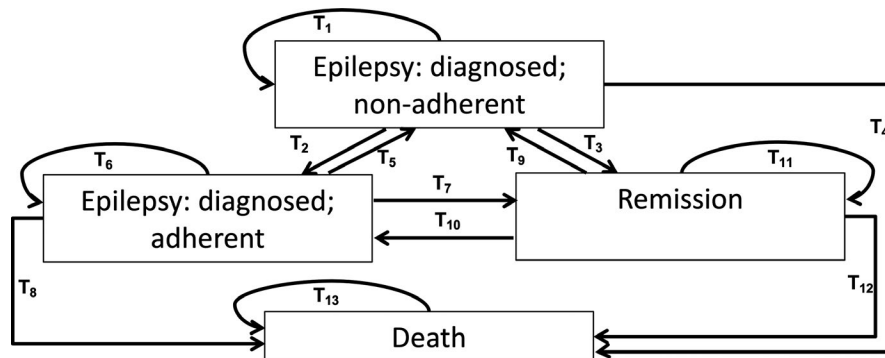 T1
Epilepsy: diagnosed;
non-adherent
T4
T2
T5
T9
T3
T6
T11
Epilepsy: diagnosed;
adherent
T7
Remission
T10
T8
T12
T13
Death